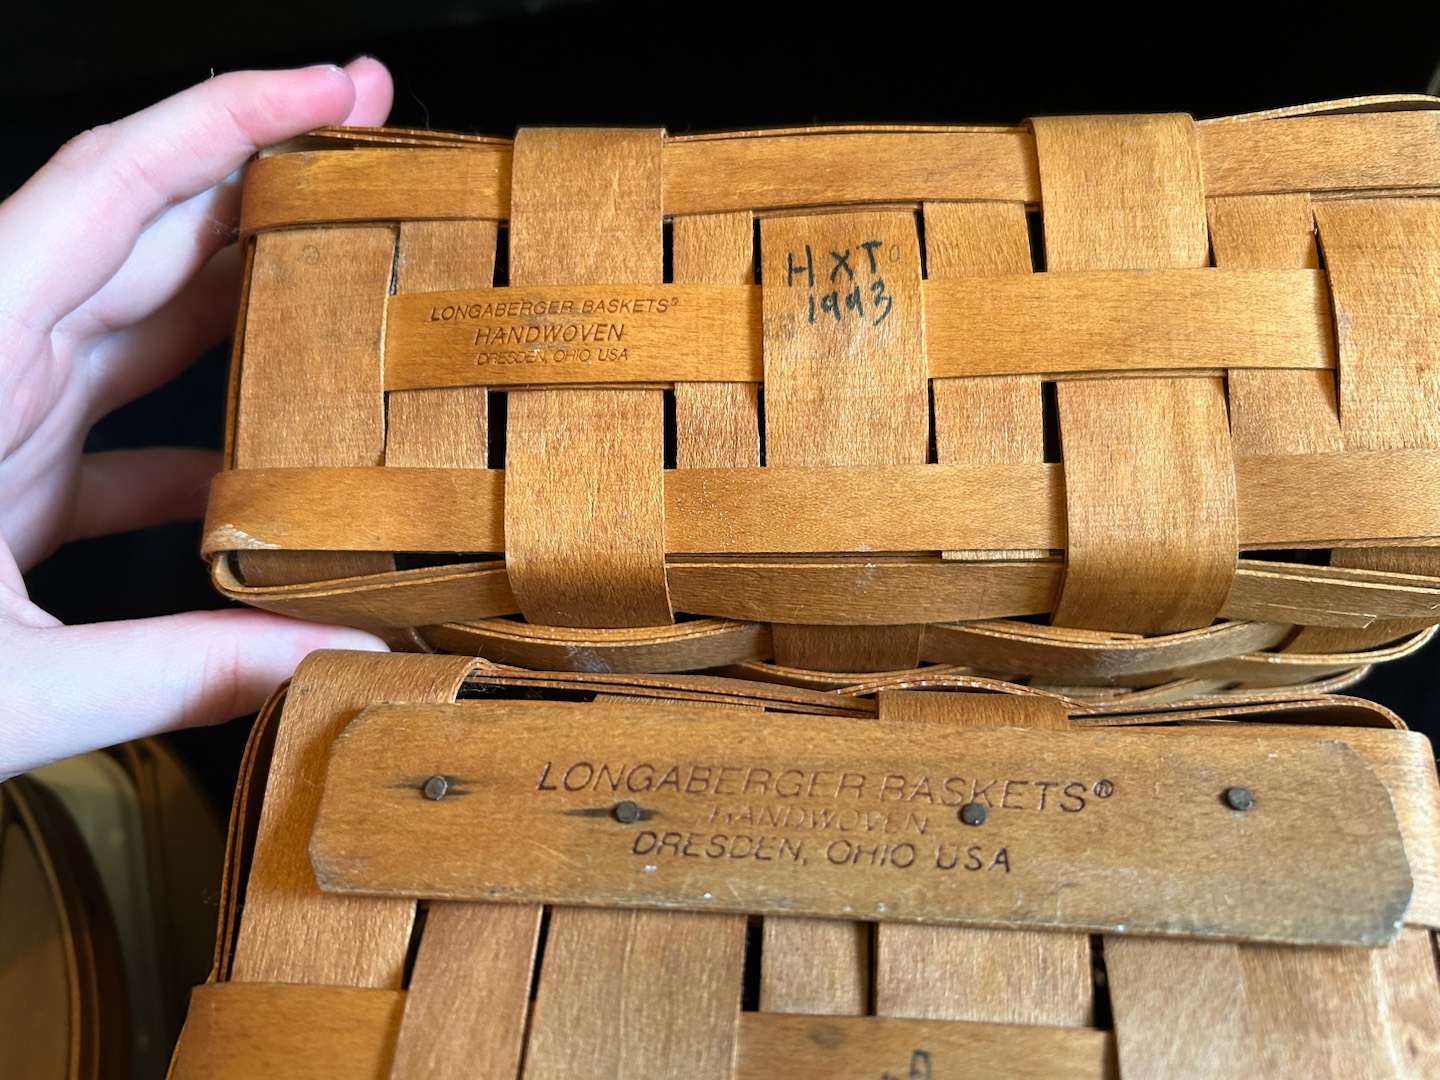 LONGABERGER BASKETS®
HANDWOVEN
DRESDEN, OHIO USA
HXT
1993
LONGABERGER BASKETS®
HANDWOVEN
DRESDEN, OHIO USA